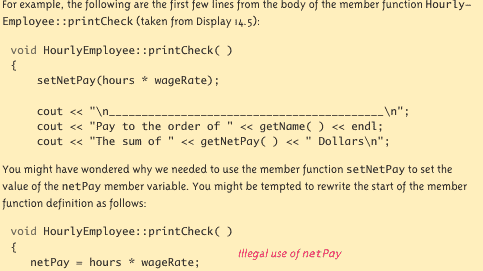 For example, the following are the first few lines from the body of the member function Hourly-
Employee::printCheck (taken from Display 14.5):
void HourlyEmployee::printCheck( )
{
setNetPay(hours * wageRate);
cout << "\n________________________________________\n";
cout << "Pay to the order of " << getName( ) << endl;
cout << "The sum of " << getNetPay( ) << " Dollars\n";
You might have wondered why we needed to use the member function setNetPay to set the
value of the netPay member variable. You might be tempted to rewrite the start of the member
function definition as follows:
void HourlyEmployee::printCheck( )
{
netPay = hours * wageRate; Illegal use of netPay